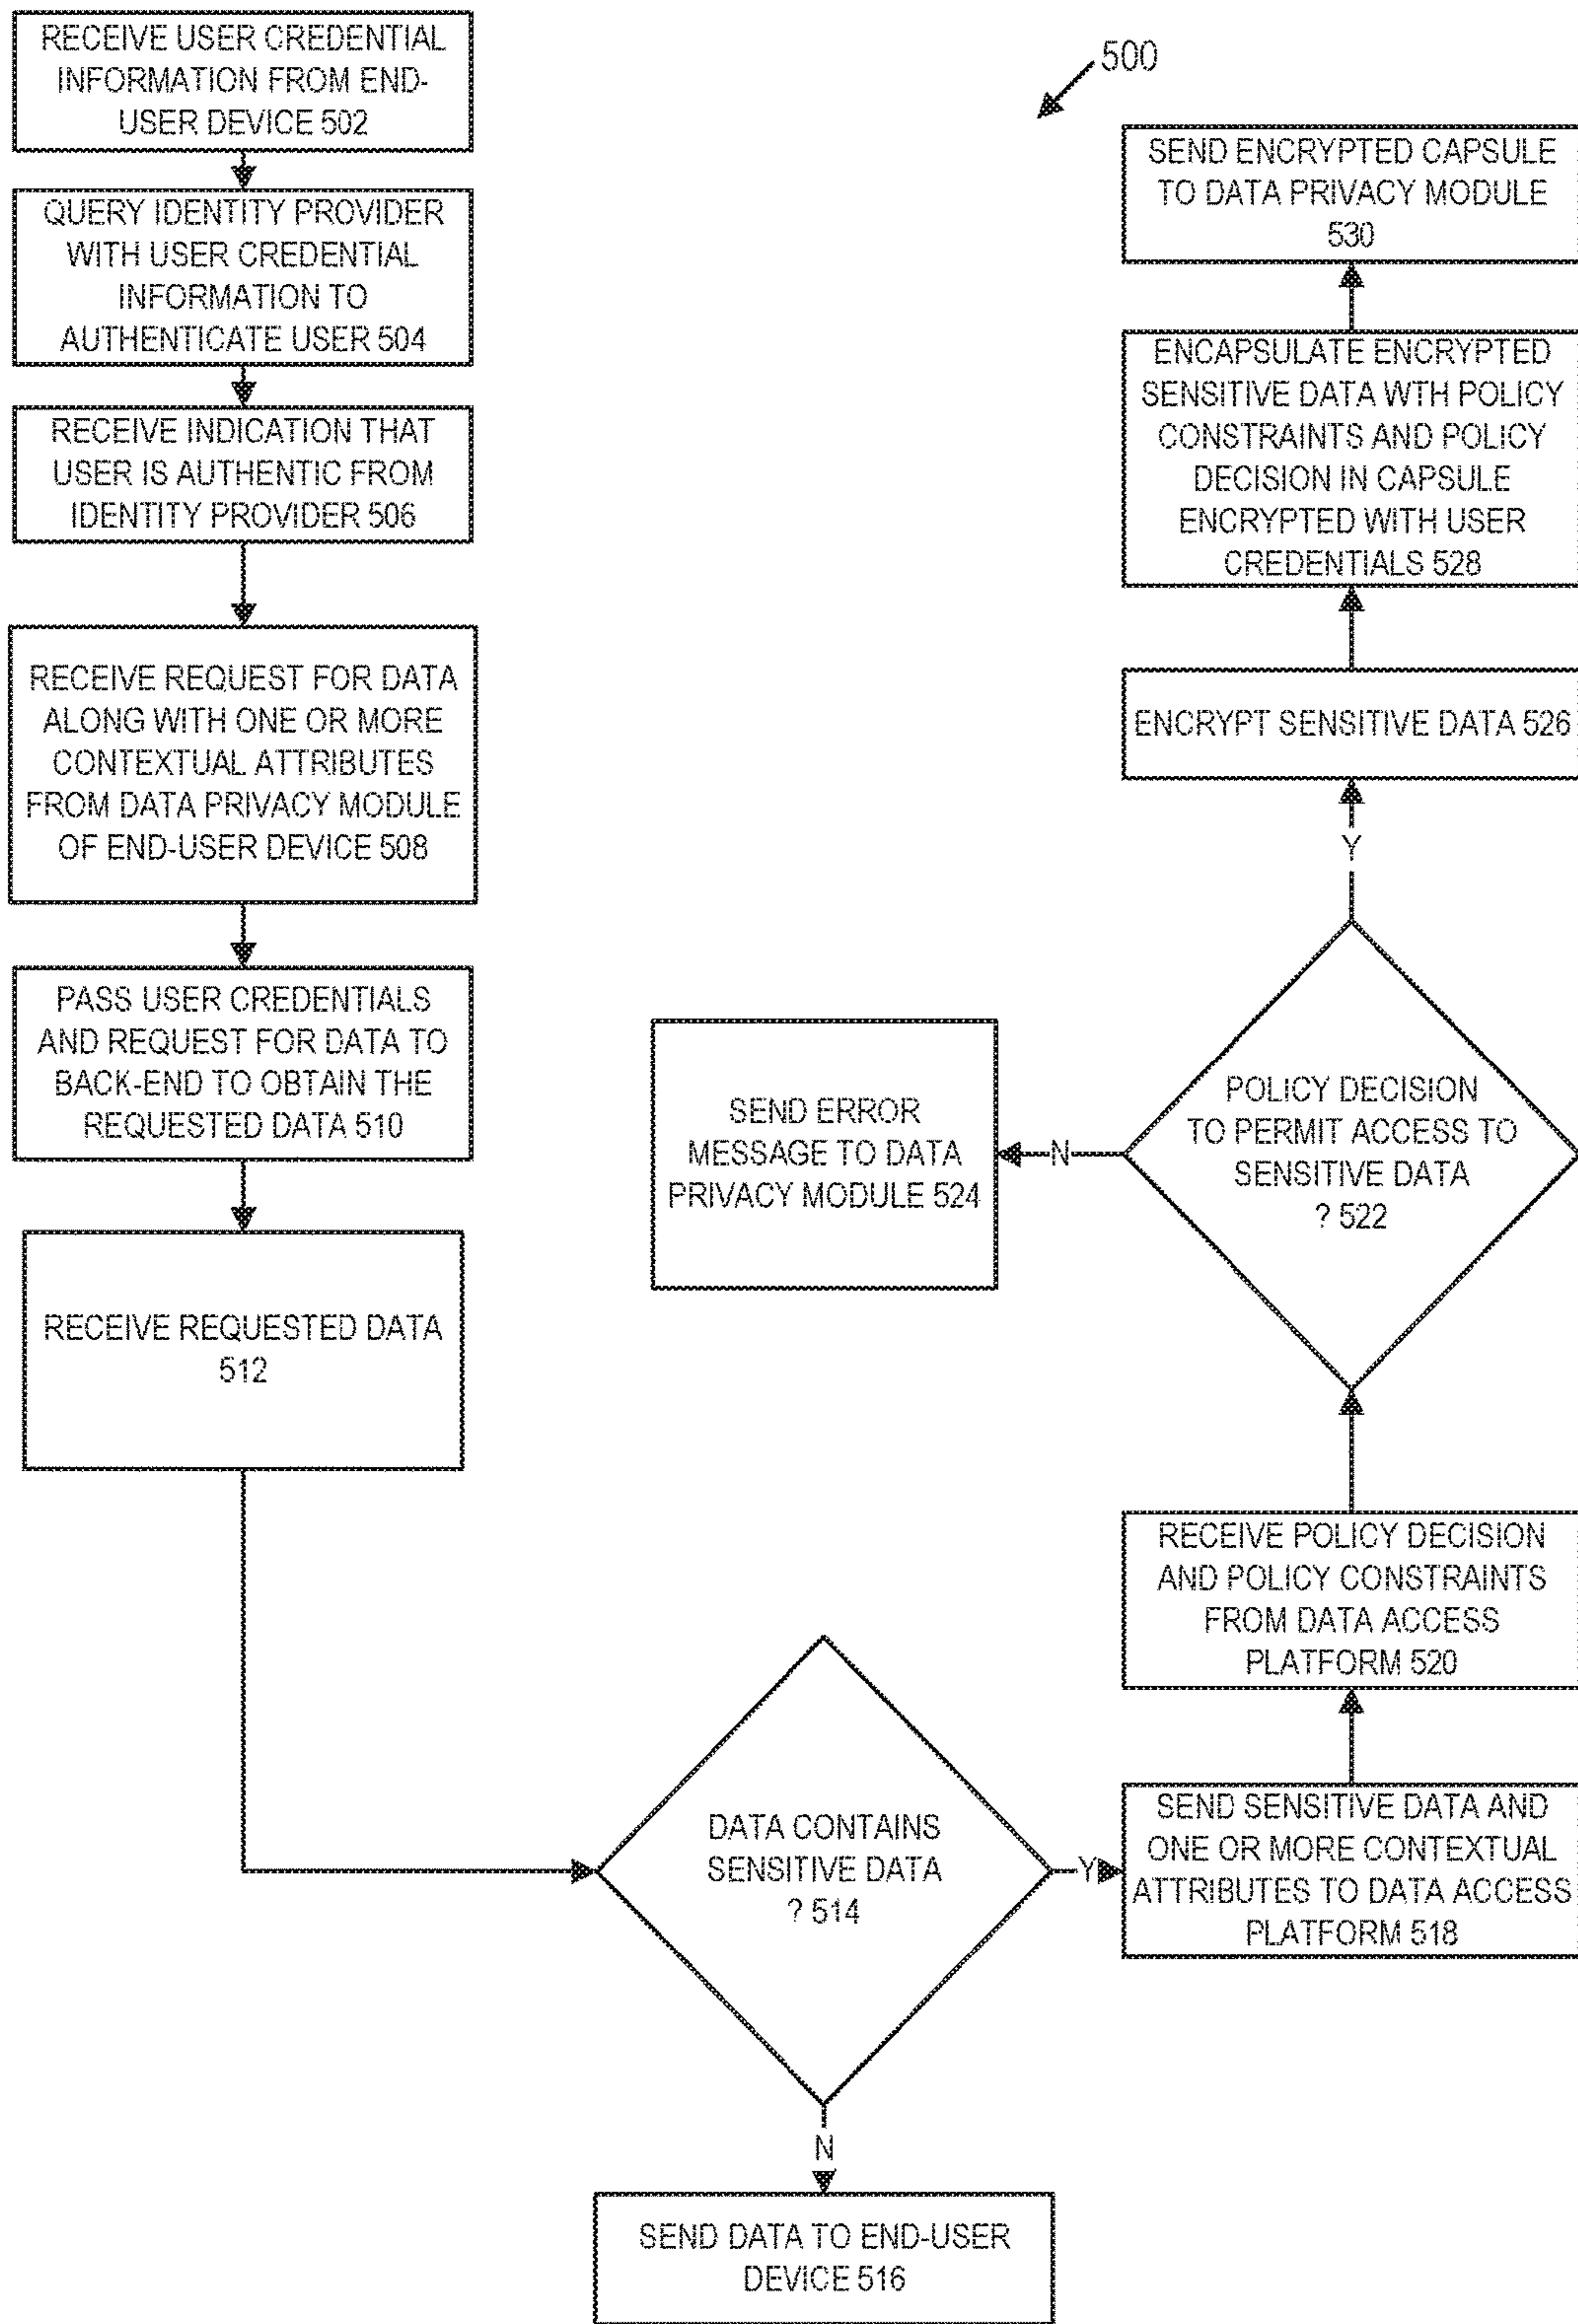 RECEIVE USER CREDENTIAL
INFORMATION FROM END-
USER DEVICE 502
QUERY IDENTITY PROVIDER
WITH USER CREDENTIAL
INFORMATION TO
AUTHENTICATE USER 504
RECEIVE INDICATION THAT
USER IS AUTHENTIC FROM
IDENTITY PROVIDER 506
RECEIVE REQUEST FOR DATA
ALONG WITH ONE OR MORE
CONTEXTUAL ATTRIBUTES
FROM DATA PRIVACY MODULE
OF END-USER DEVICE 508
PASS USER CREDENTIALS
AND REQUEST FOR DATA TO
BACK-END TO OBTAIN THE
REQUESTED DATA 510
RECEIVE REQUESTED DATA
512
DATA CONTAINS
SENSITIVE DATA
? 514
N
SEND DATA TO END-USER
DEVICE 516
Y
SEND SENSITIVE DATA AND
ONE OR MORE CONTEXTUAL
ATTRIBUTES TO DATA ACCESS
PLATFORM 518
RECEIVE POLICY DECISION
AND POLICY CONSTRAINTS
FROM DATA ACCESS
PLATFORM 520
POLICY DECISION
TO PERMIT ACCESS TO
SENSITIVE DATA
? 522
N
SEND ERROR
MESSAGE TO DATA
PRIVACY MODULE 524
Y
ENCRYPT SENSITIVE DATA 526
ENCAPSULATE ENCRYPTED
SENSITIVE DATA WTH POLICY
CONSTRAINTS AND POLICY
DECISION IN CAPSULE
ENCRYPTED WITH USER
CREDENTIALS 528
SEND ENCRYPTED CAPSULE
TO DATA PRIVACY MODULE
530
500